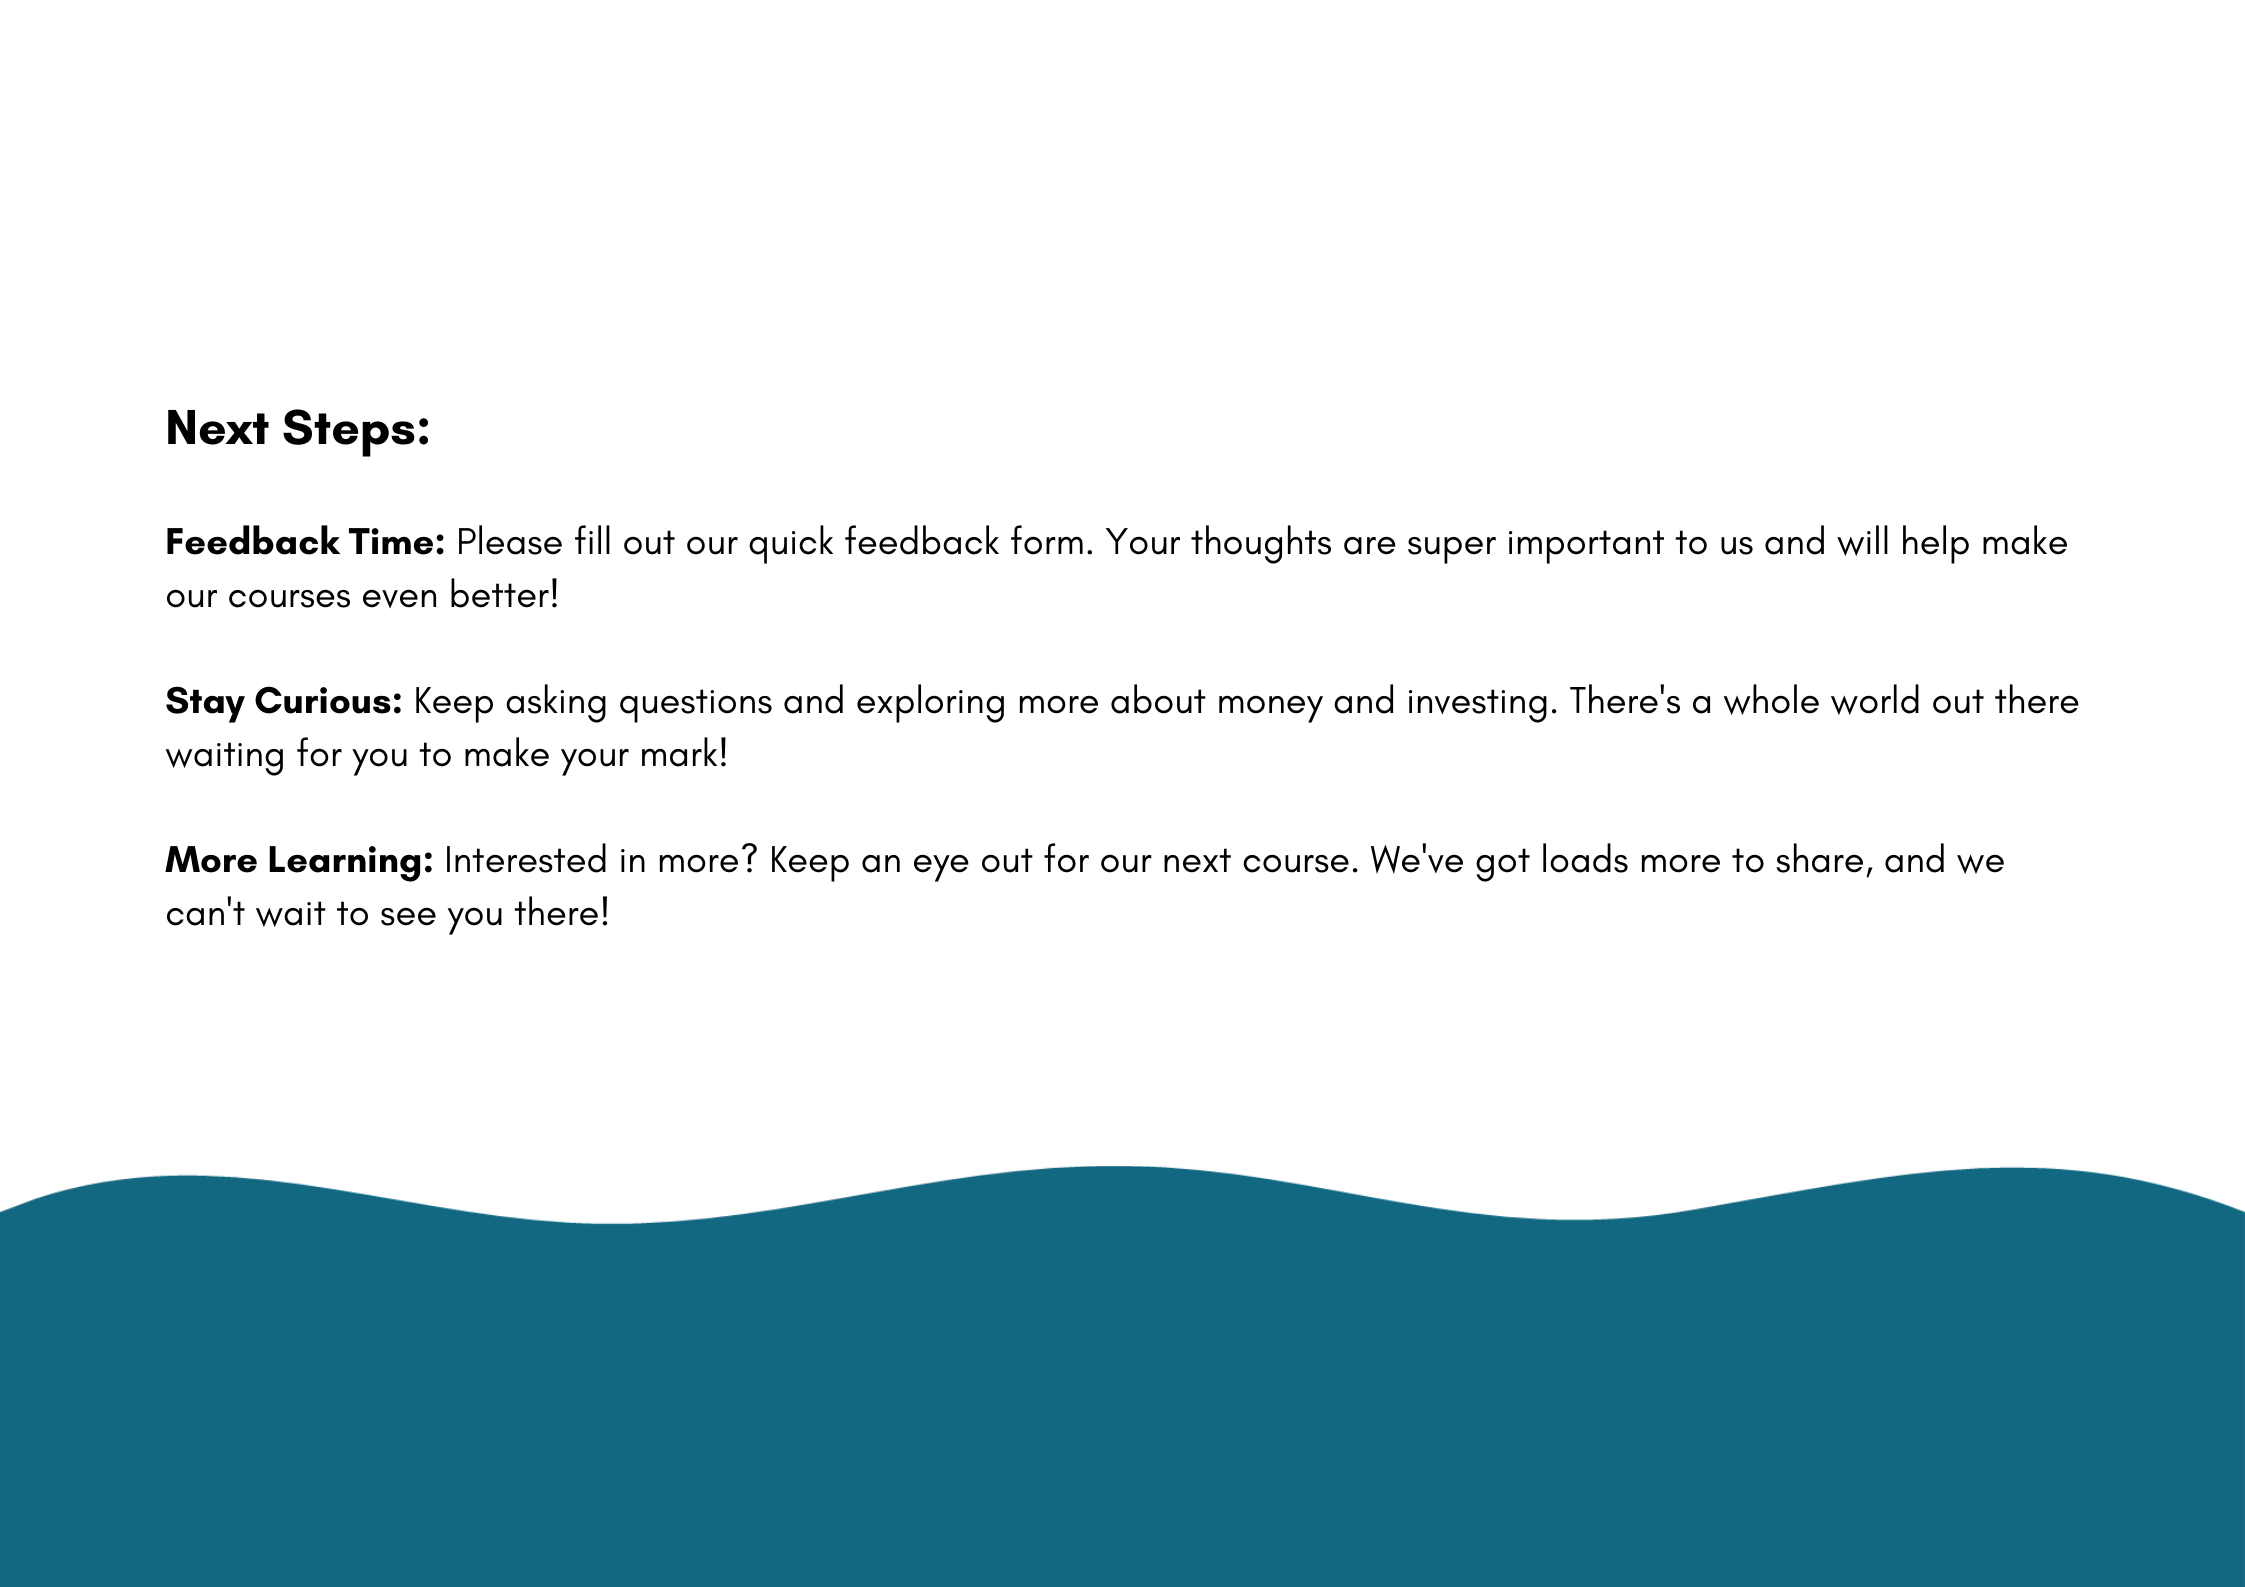 Next Steps:
Feedback Time: Please fill out our quick feedback form. Your thoughts are super important to us and will help make
our courses even better!
Stay Curious: Keep asking questions and exploring more about money and investing. There's a whole world out there
waiting for you to make your mark!
More Learning: Interested in more? Keep an eye out for our next course. We've got loads more to share, and we
can't wait to see you there!